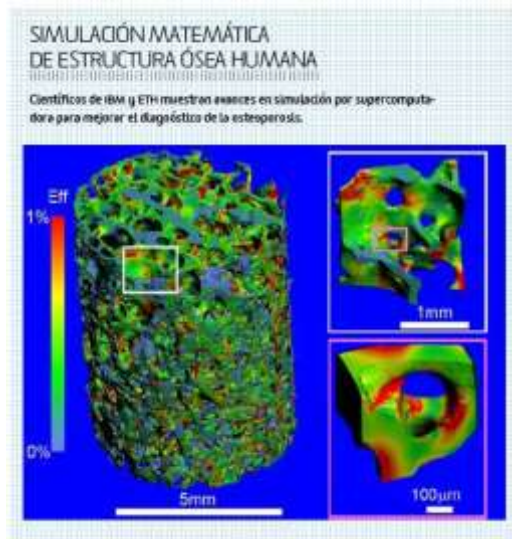 SIMULACIÓN MATEMÁTICA
DE ESTRUCTURA ÓSEA HUMANA
Científicos de IBM y ETH muestran avances en simulación por supercomputa-
dora para mejorar el diagnóstico de la osteoporosis.
Eff
1%
0%
5mm
1mm
100µm